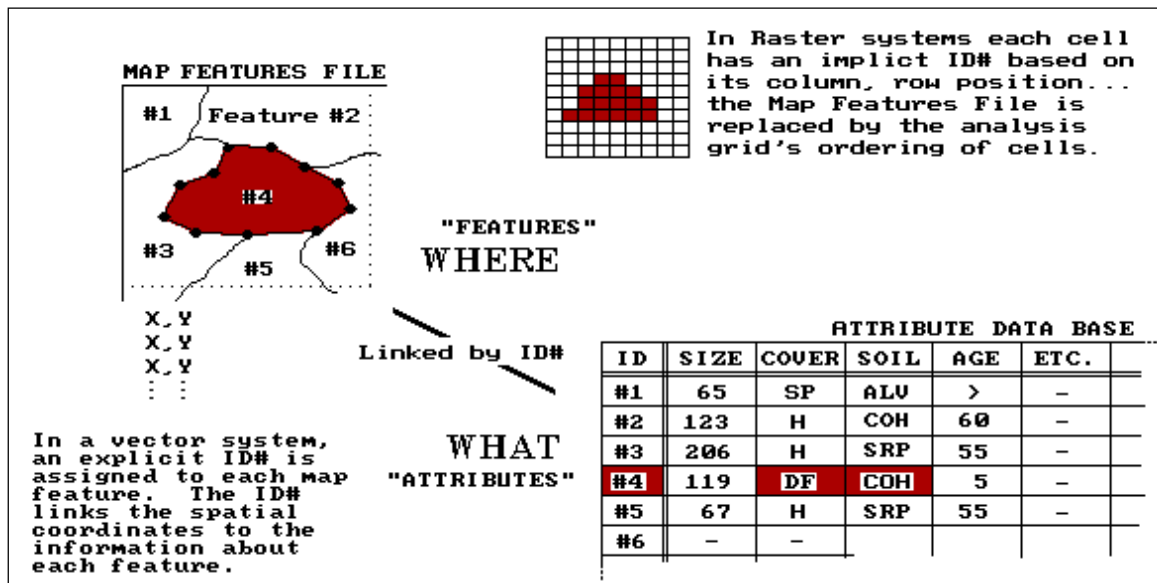 In Raster systems each cell
has an implict ID# based on
its column, row position...
the Map Features File is
replaced by the analysis
grid's ordering of cells.
MAP FEATURES FILE
#1
Feature #2
#4
#3
#6
#5
X,Y
X,Y
X,Y
"FEATURES"
WHERE
Linked by ID#
WHAT
"ATTRIBUTES"
In a vector system,
an explicit ID# is
assigned to each map
feature. The ID#
links the spatial
coordinates to the
information about
each feature.
ATTRIBUTE DATA BASE
ID SIZE COVER SOIL AGE ETC.
#1 65 SP ALV > –
#2 123 H COH 60 –
#3 206 H SRP 55 –
#4 119 DF COH 5 –
#5 67 H SRP 55 –
#6 – –